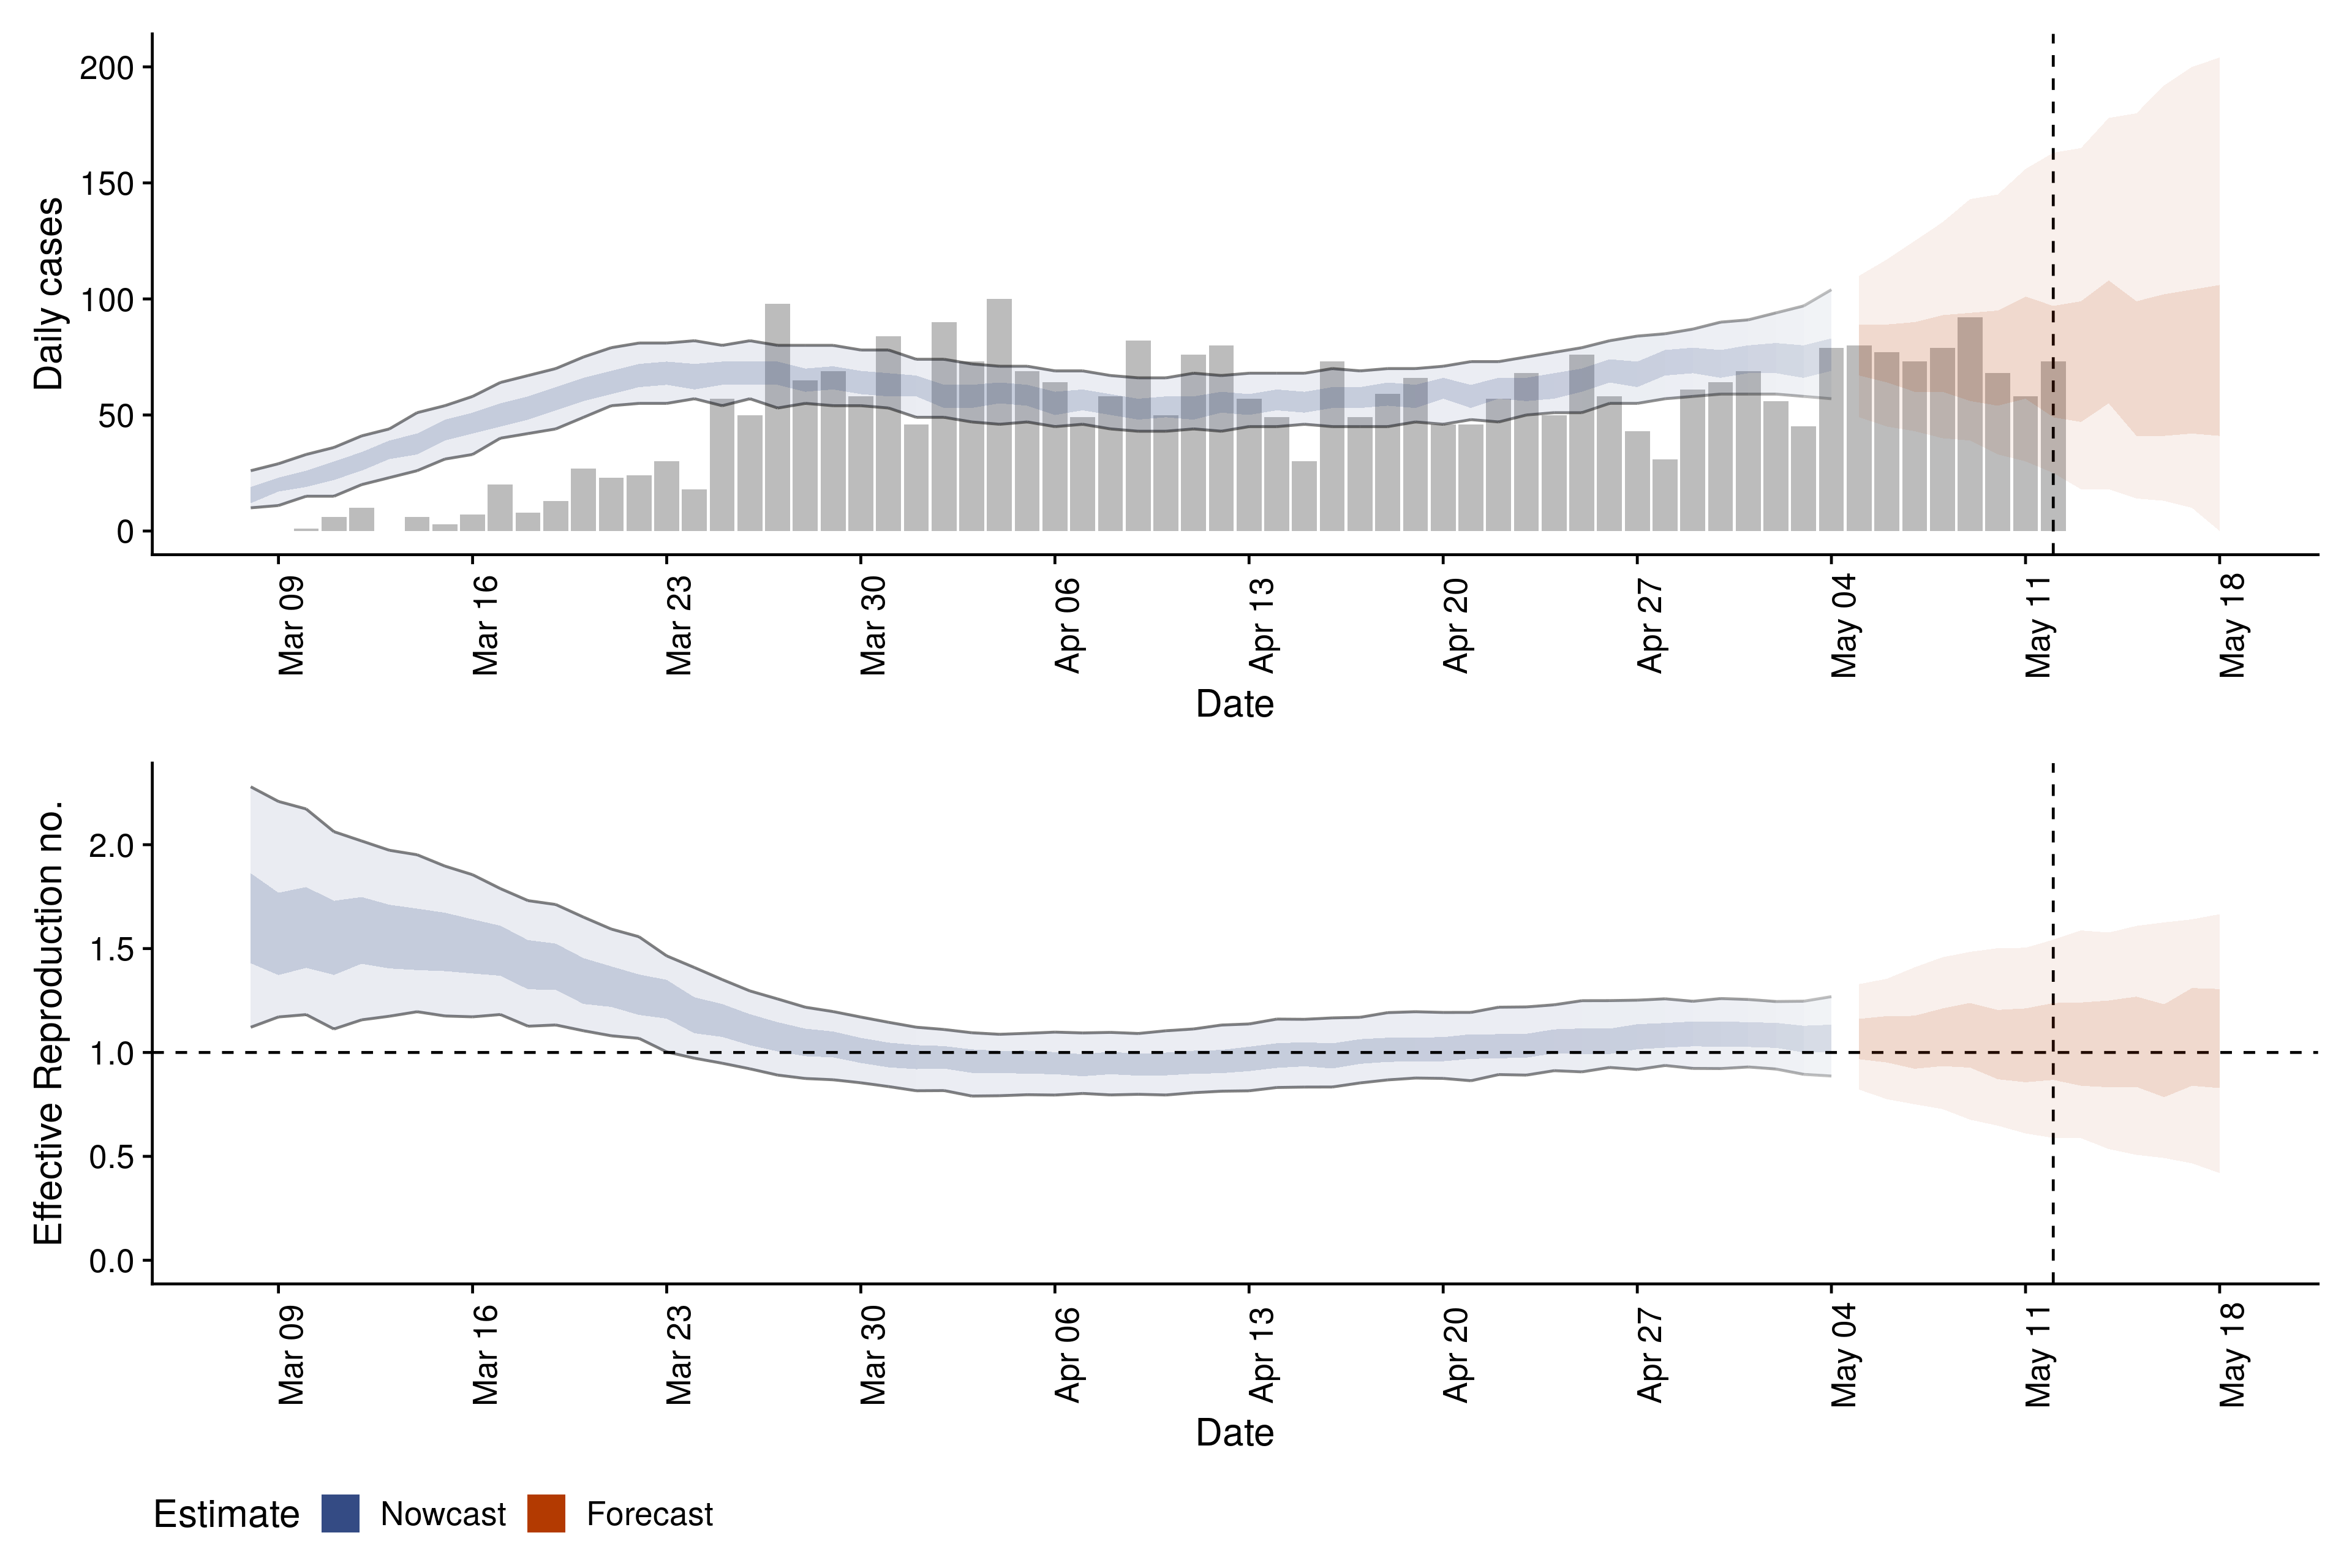 Daily cases
200
150
100
50
0
Mar 09
Mar 16
Mar 23
Mar 30
Apr 06
Apr 13
Apr 20
Apr 27
May 04
May 11
May 18
Date
Effective Reproduction no.
2.0
1.5
1.0
0.5
0.0
Mar 09
Mar 16
Mar 23
Mar 30
Apr 06
Apr 13
Apr 20
Apr 27
May 04
May 11
May 18
Date
Estimate Nowcast Forecast